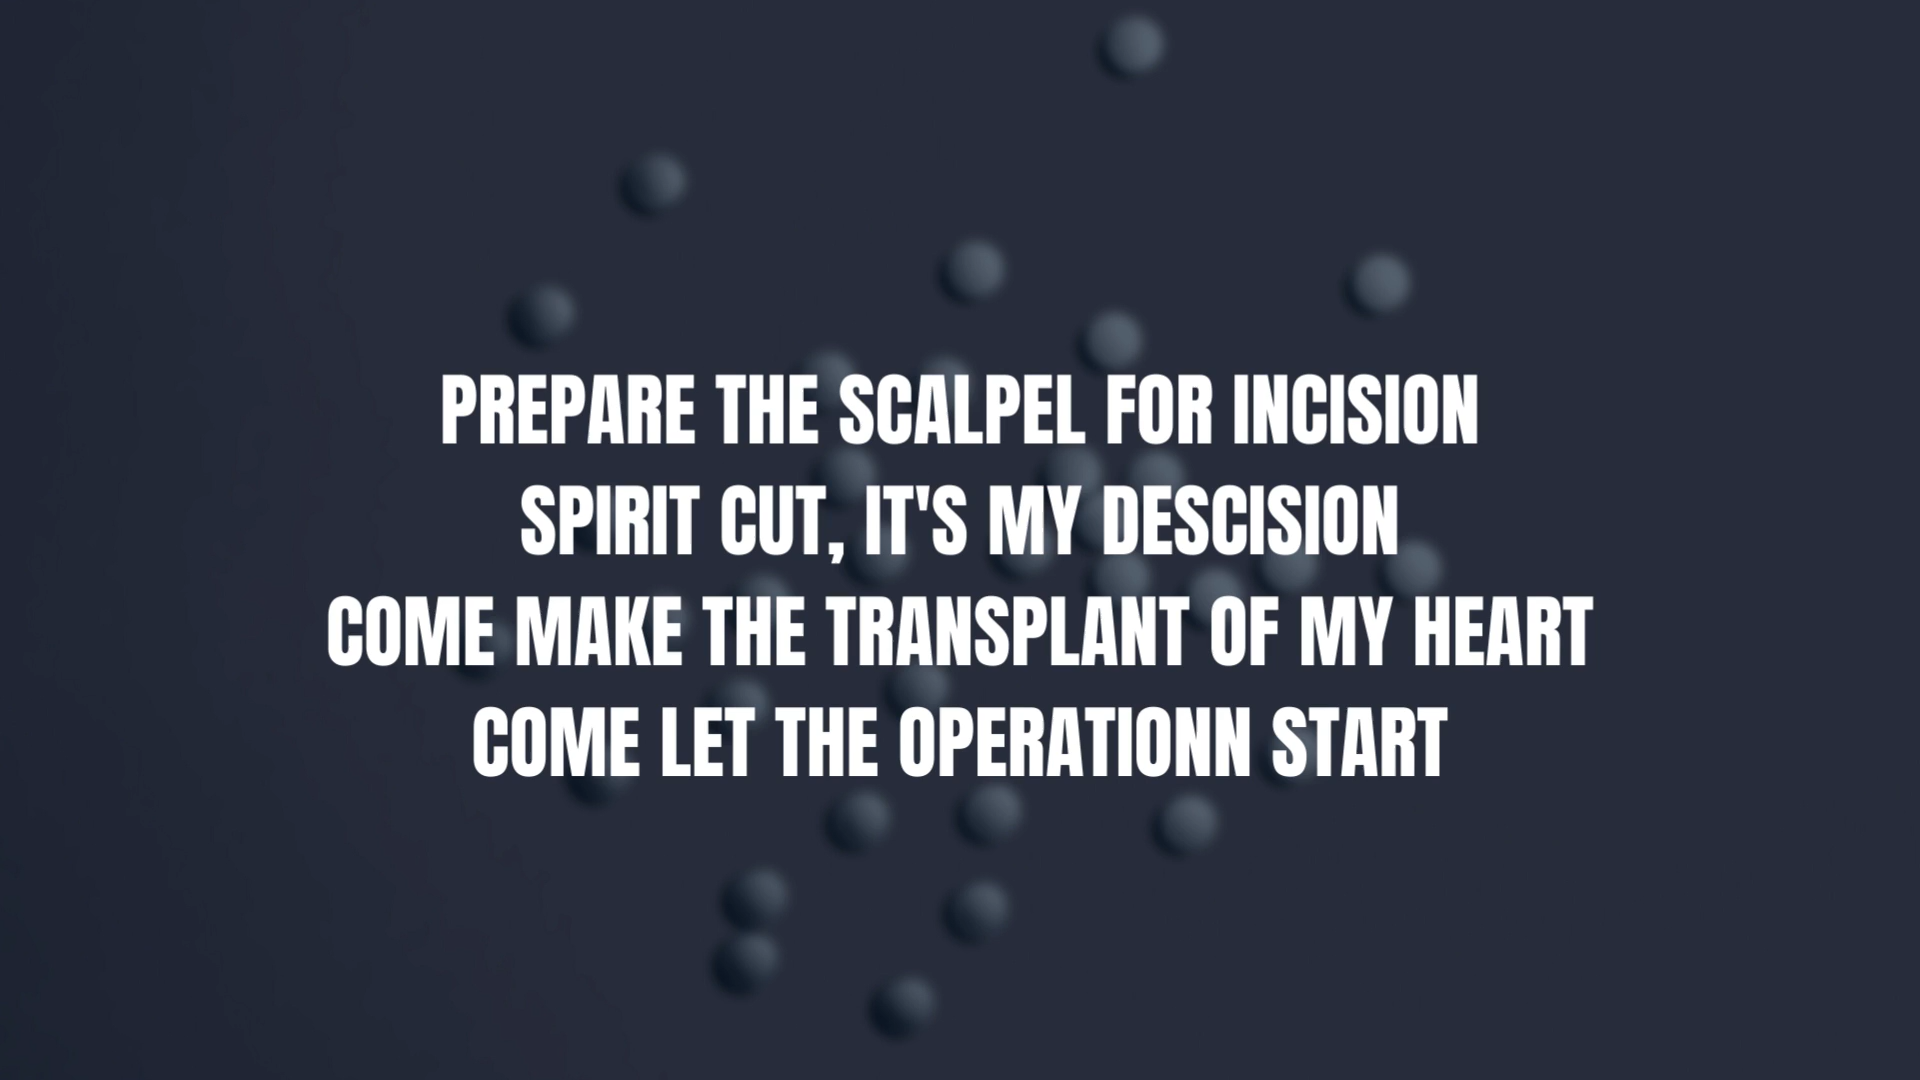 PREPARE THE SCALPEL FOR INCISION
SPIRIT CUT, IT'S MY DESCISION
COME MAKE THE TRANSPLANT OF MY HEART
COME LET THE OPERATIONN START